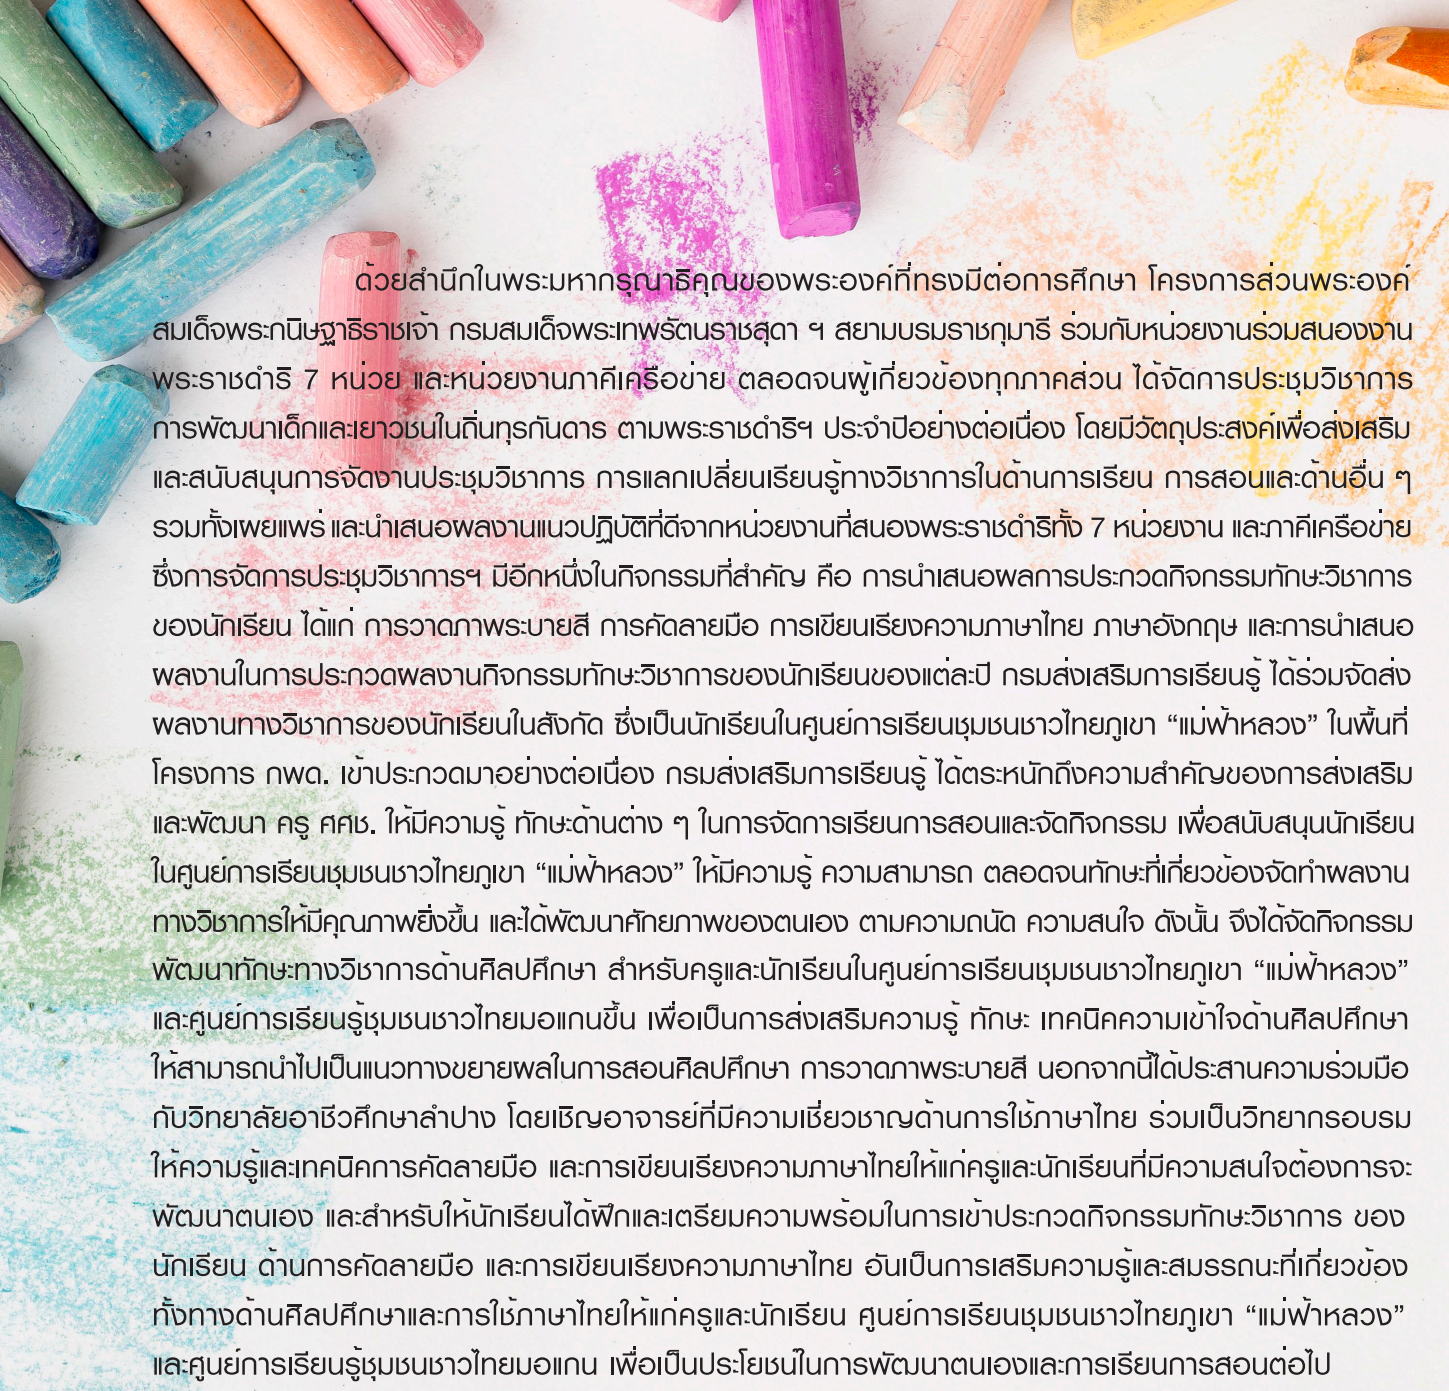 ด้วยสำนึกในพระมหากรุณาธิคุณของพระองค์ที่ทรงมีต่อการศึกษา โครงการส่วนพระองค์
สมเด็จพระกนิษฐาธิราชเจ้า กรมสมเด็จพระเทพรัตนราชสุดา ฯ สยามบรมราชกุมารี ร่วมกับหน่วยงานร่วมสนองงาน
พระราชดำริ 7 หน่วย และหน่วยงานภาคีเครือข่าย ตลอดจนผู้เกี่ยวข้องทุกภาคส่วน ได้จัดการประชุมวิชาการ
การพัฒนาเด็กและเยาวชนในถิ่นทุรกันดาร ตามพระราชดำริฯ ประจำปีอย่างต่อเนื่อง โดยมีวัตถุประสงค์เพื่อส่งเสริม
และสนับสนุนการจัดงานประชุมวิชาการ การแลกเปลี่ยนเรียนรู้ทางวิชาการในด้านการเรียน การสอนและด้านอื่น ๆ
รวมทั้งเผยแพร่ และนำเสนอผลงานแนวปฏิบัติที่ดีจากหน่วยงานที่สนองพระราชดำริทั้ง 7 หน่วยงาน และภาคีเครือข่าย
ซึ่งการจัดการประชุมวิชาการฯ มีอีกหนึ่งในกิจกรรมที่สำคัญ คือ การนำเสนอผลการประกวดกิจกรรมทักษะวิชาการ
ของนักเรียน ได้แก่ การวาดภาพระบายสี การคัดลายมือ การเขียนเรียงความภาษาไทย ภาษาอังกฤษ และการนำเสนอ
ผลงานในการประกวดผลงานกิจกรรมทักษะวิชาการของนักเรียนของแต่ละปี กรมส่งเสริมการเรียนรู้ ได้ร่วมจัดส่ง
ผลงานทางวิชาการของนักเรียนในสังกัด ซึ่งเป็นนักเรียนในศูนย์การเรียนชุมชนชาวไทยภูเขา “แม่ฟ้าหลวง” ในพื้นที่
โครงการ กพด. เข้าประกวดมาอย่างต่อเนื่อง กรมส่งเสริมการเรียนรู้ ได้ตระหนักถึงความสำคัญของการส่งเสริม
และพัฒนา ครู ศศช. ให้มีความรู้ ทักษะด้านต่าง ๆ ในการจัดการเรียนการสอนและจัดกิจกรรม เพื่อสนับสนุนนักเรียน
ในศูนย์การเรียนชุมชนชาวไทยภูเขา “แม่ฟ้าหลวง” ให้มีความรู้ ความสามารถ ตลอดจนทักษะที่เกี่ยวข้องจัดทำผลงาน
ทางวิชาการให้มีคุณภาพยิ่งขึ้น และได้พัฒนาศักยภาพของตนเอง ตามความถนัด ความสนใจ ดังนั้น จึงได้จัดกิจกรรม
พัฒนาทักษะทางวิชาการด้านศิลปศึกษา สำหรับครูและนักเรียนในศูนย์การเรียนชุมชนชาวไทยภูเขา “แม่ฟ้าหลวง”
และศูนย์การเรียนรู้ชุมชนชาวไทยมอแกนขึ้น เพื่อเป็นการส่งเสริมความรู้ ทักษะ เทคนิคความเข้าใจด้านศิลปศึกษา
ให้สามารถนำไปเป็นแนวทางขยายผลในการสอนศิลปศึกษา การวาดภาพระบายสี นอกจากนี้ได้ประสานความร่วมมือ
กับวิทยาลัยอาชีวศึกษาลำปาง โดยเชิญอาจารย์ที่มีความเชี่ยวชาญด้านการใช้ภาษาไทย ร่วมเป็นวิทยากรอบรม
ให้ความรู้และเทคนิคการคัดลายมือ และการเขียนเรียงความภาษาไทยให้แก่ครูและนักเรียนที่มีความสนใจต้องการจะ
พัฒนาตนเอง และสำหรับให้นักเรียนได้ฝึกและเตรียมความพร้อมในการเข้าประกวดกิจกรรมทักษะวิชาการ ของ
นักเรียน ด้านการคัดลายมือ และการเขียนเรียงความภาษาไทย อันเป็นการเสริมความรู้และสมรรถนะที่เกี่ยวข้อง
ทั้งทางด้านศิลปศึกษาและการใช้ภาษาไทยให้แก่ครูและนักเรียน ศูนย์การเรียนชุมชนชาวไทยภูเขา “แม่ฟ้าหลวง”
และศูนย์การเรียนรู้ชุมชนชาวไทยมอแกน เพื่อเป็นประโยชน์ในการพัฒนาตนเองและการเรียนการสอนต่อไป